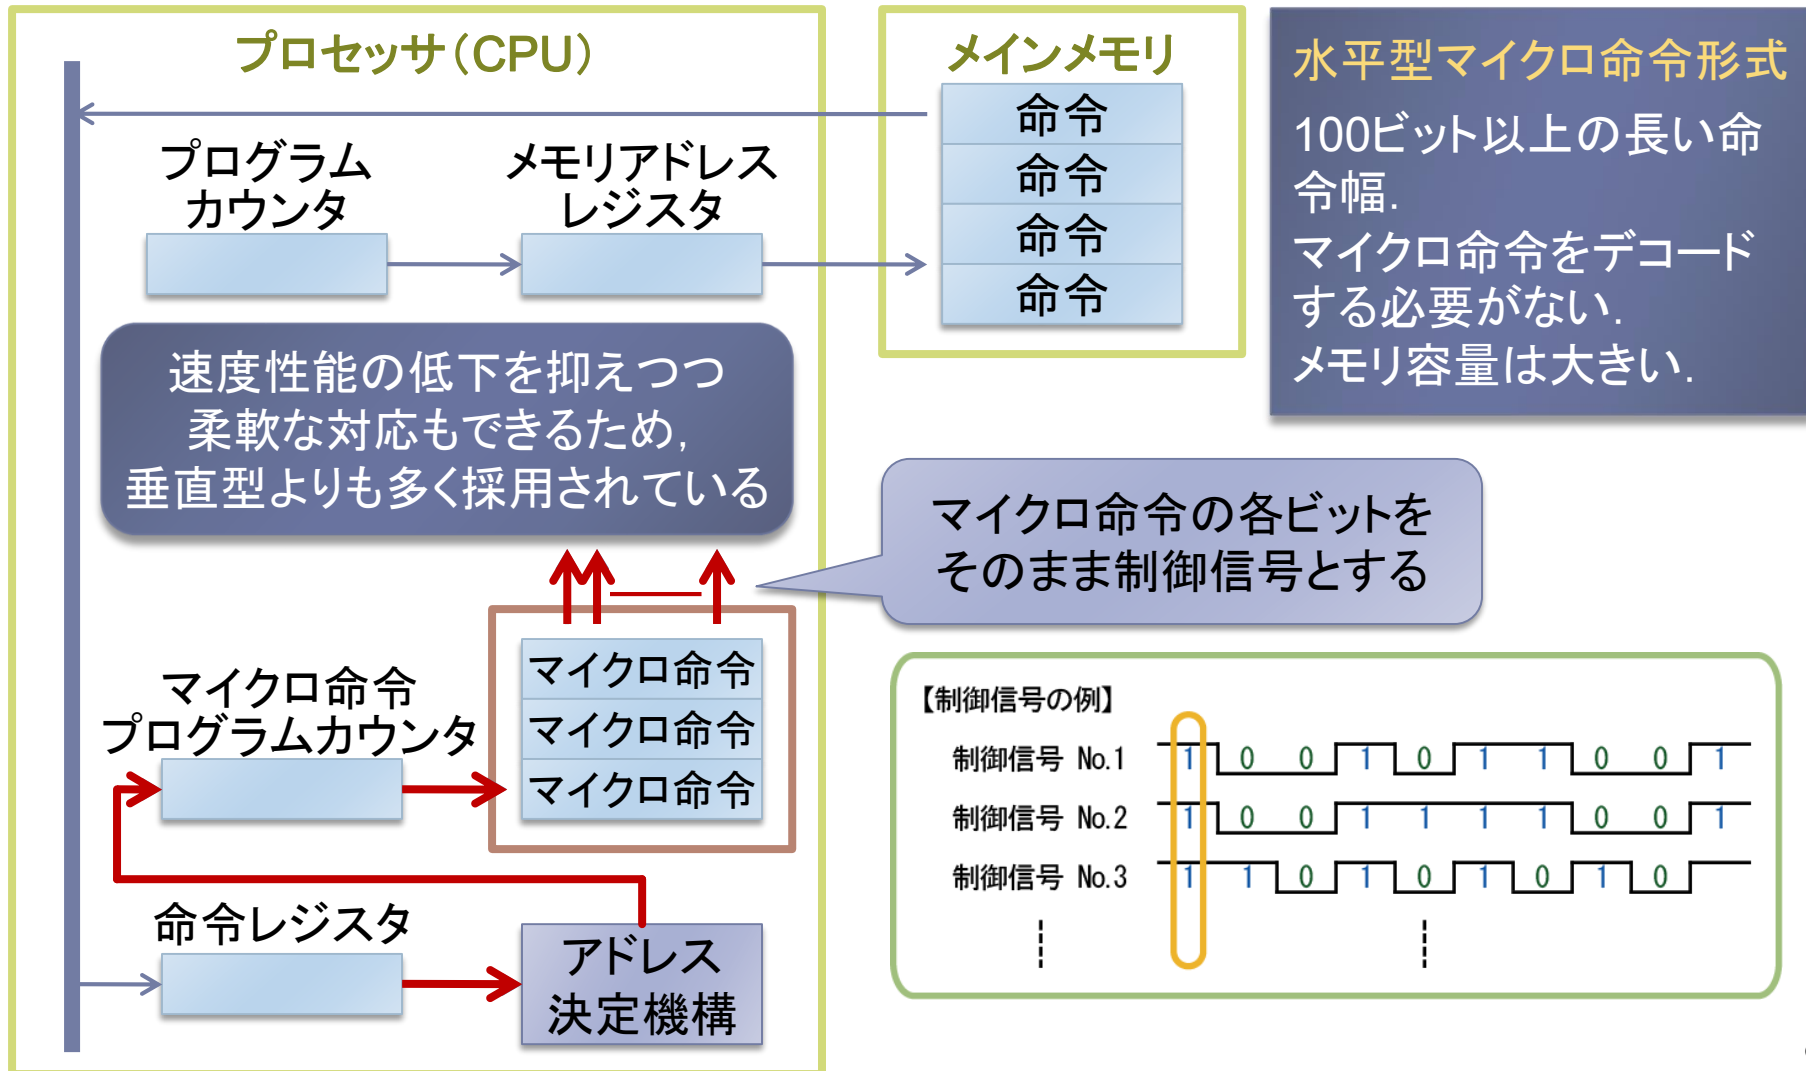 プロセッサ(CPU)
メインメモリ
命令
命令
命令
命令
プログラム
カウンタ
メモリアドレス
レジスタ
水平型マイクロ命令形式
100ビット以上の長い命
令幅.
マイクロ命令をデコード
する必要がない.
メモリ容量は大きい.
速度性能の低下を抑えつつ
柔軟な対応もできるため,
垂直型よりも多く採用されている
マイクロ命令の各ビットを
そのまま制御信号とする
マイクロ命令
マイクロ命令
マイクロ命令
マイクロ命令
プログラムカウンタ
命令レジスタ
アドレス
決定機構
【制御信号の例】
制御信号 No.1 1 0 0 1 0 1 1 0 0 1
制御信号 No.2 1 0 0 1 1 1 1 0 0 1
制御信号 No.3 1 1 0 1 0 1 0 1 0